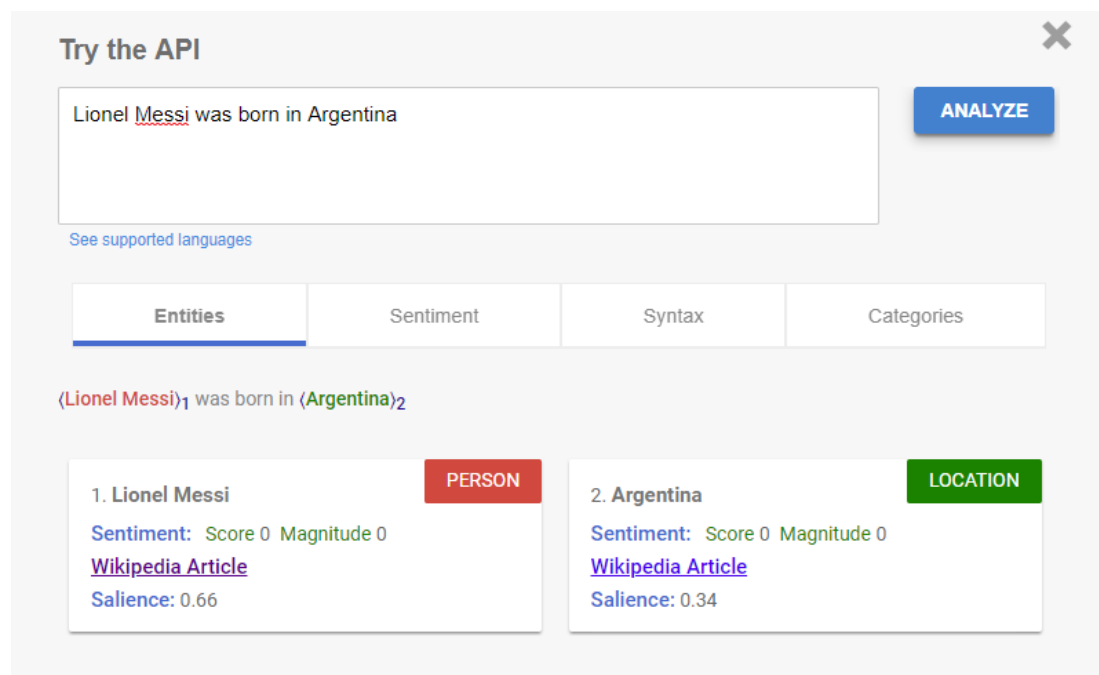 Try the API
Lionel Messi was born in Argentina
ANALYZE
See supported languages
Entities
Sentiment
Syntax
Categories
⟨Lionel Messi⟩1 was born in ⟨Argentina⟩2
1. Lionel Messi
PERSON
Sentiment: Score 0 Magnitude 0
Wikipedia Article
Salience: 0.66
2. Argentina
LOCATION
Sentiment: Score 0 Magnitude 0
Wikipedia Article
Salience: 0.34